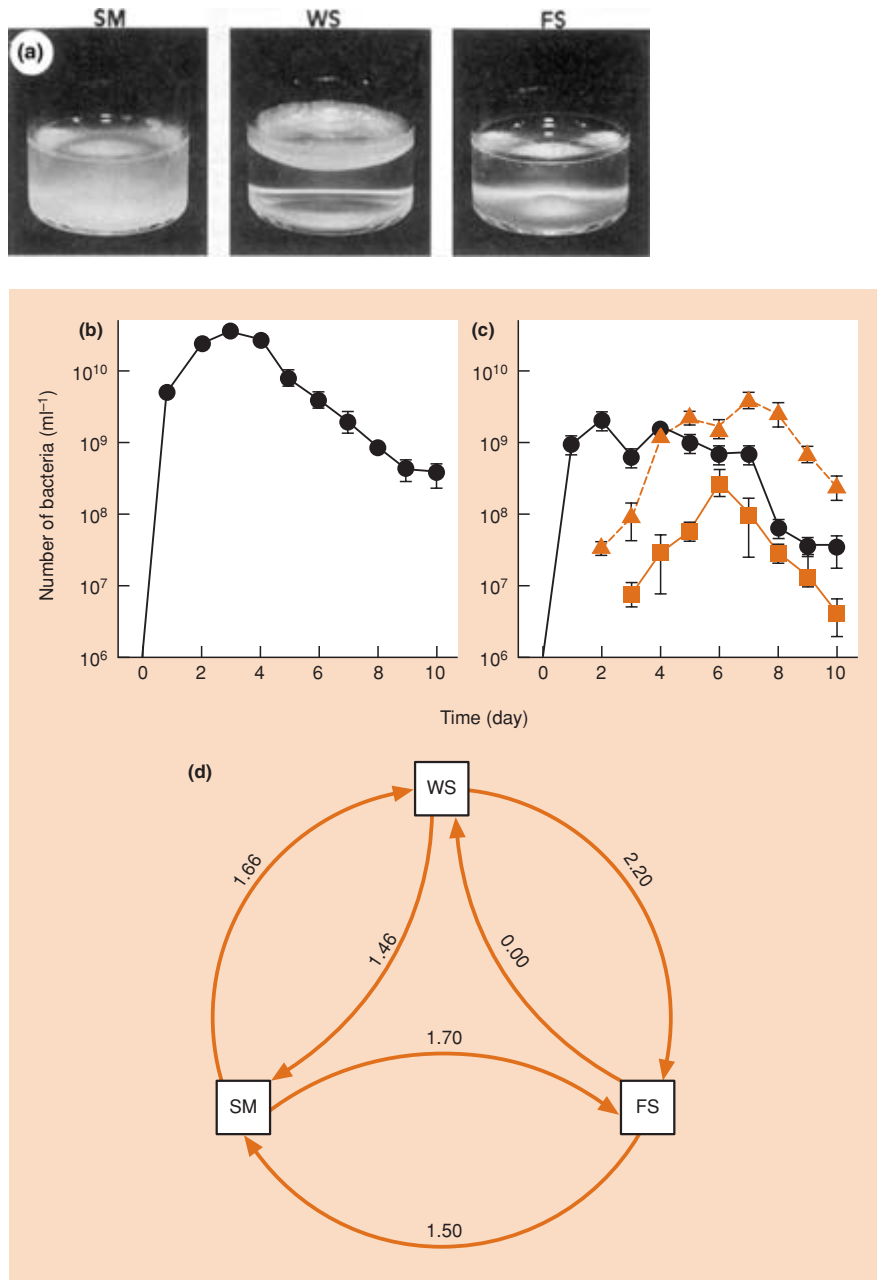 SM WS FS
(a)
(b) (c)
10¹⁰ 10¹⁰
10⁹ 10⁹
10⁸ 10⁸
10⁷ 10⁷
10⁶ 10⁶
Number of bacteria (ml⁻¹)
0 2 4 6 8 10 0 2 4 6 8 10
Time (day)
(d)
WS
1.66 2.20
1.46 0.00
1.70
SM FS
1.50